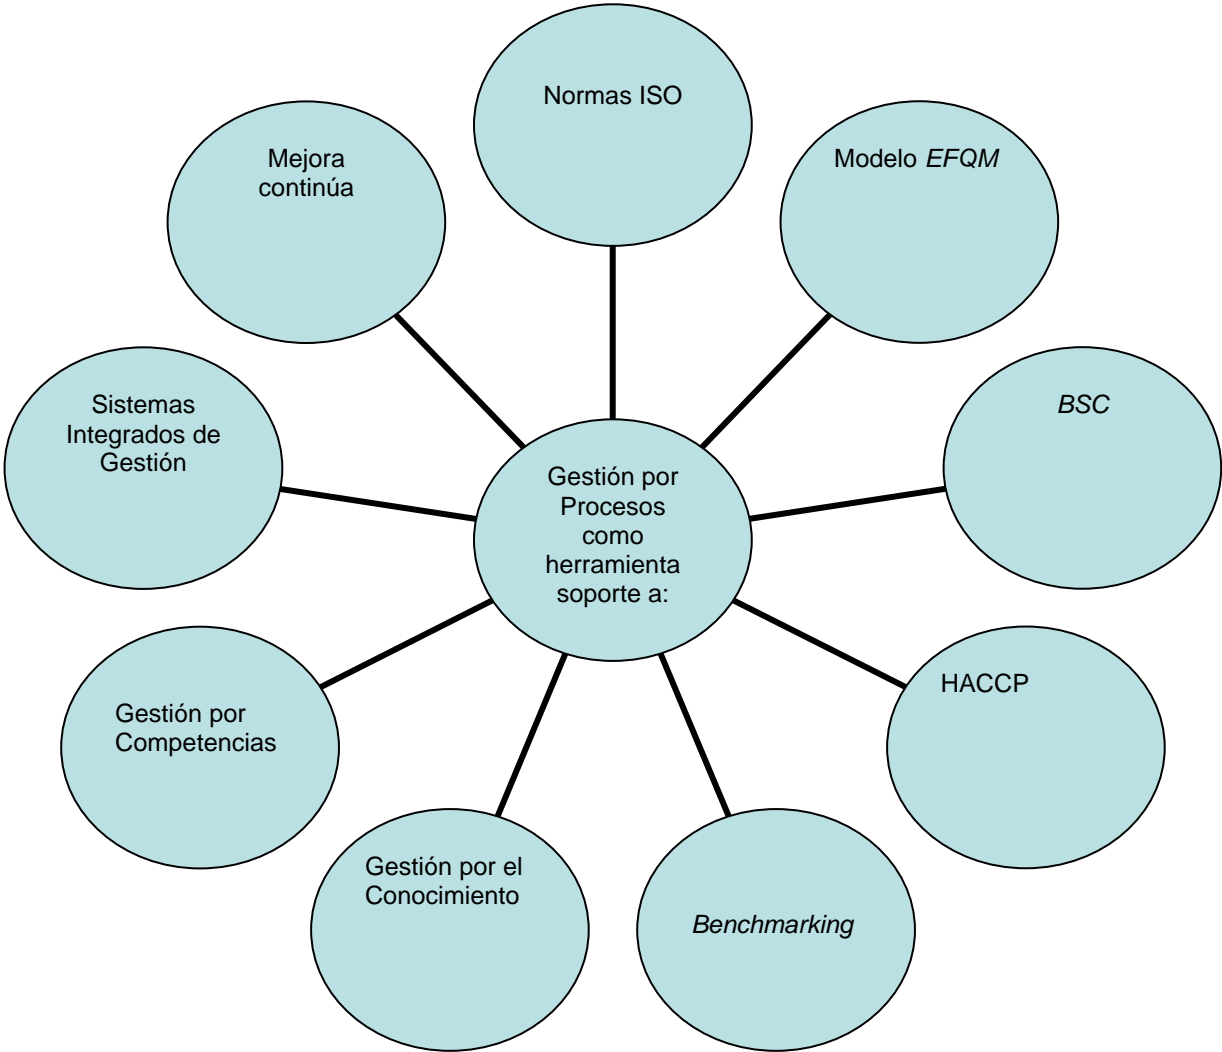 Normas ISO
Modelo EFQM
Mejora
continúa
BSC
Sistemas
Integrados de
Gestión
Gestión por
Procesos
como
herramienta
soporte a:
HACCP
Gestión por
Competencias
Gestión por el
Conocimiento
Benchmarking